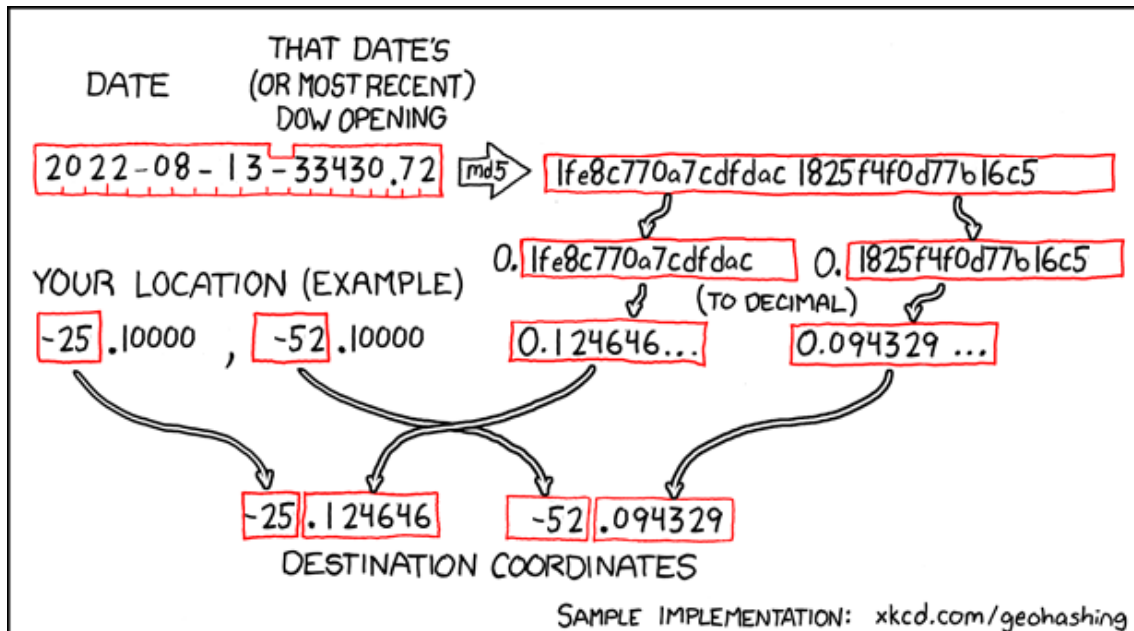 DATE
THAT DATE'S
(OR MOST RECENT)
DOW OPENING
2022-08-13-33430.72
md5
1fe8c770a7cdfdac 1825f4f0d77b16c5
0. 1fe8c770a7cdfdac
0. 1825f4f0d77b16c5
YOUR LOCATION (EXAMPLE)
(TO DECIMAL)
-25 .10000 , -52 .10000
0.124646...
0.094329 ...
-25 .124646
-52 .094329
DESTINATION COORDINATES
SAMPLE IMPLEMENTATION: xkcd.com/geohashing